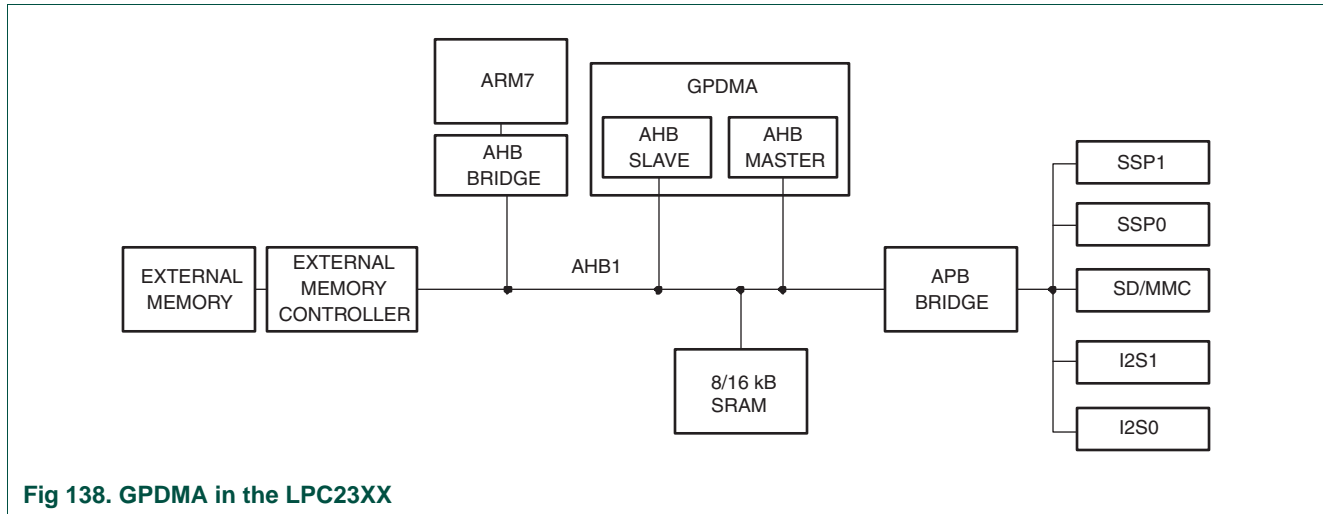 ARM7
AHB
BRIDGE
GPDMA
AHB
SLAVE
AHB
MASTER
EXTERNAL
MEMORY
EXTERNAL
MEMORY
CONTROLLER
AHB1
8/16 kB
SRAM
APB
BRIDGE
SSP1
SSP0
SD/MMC
I2S1
I2S0
Fig 138. GPDMA in the LPC23XX